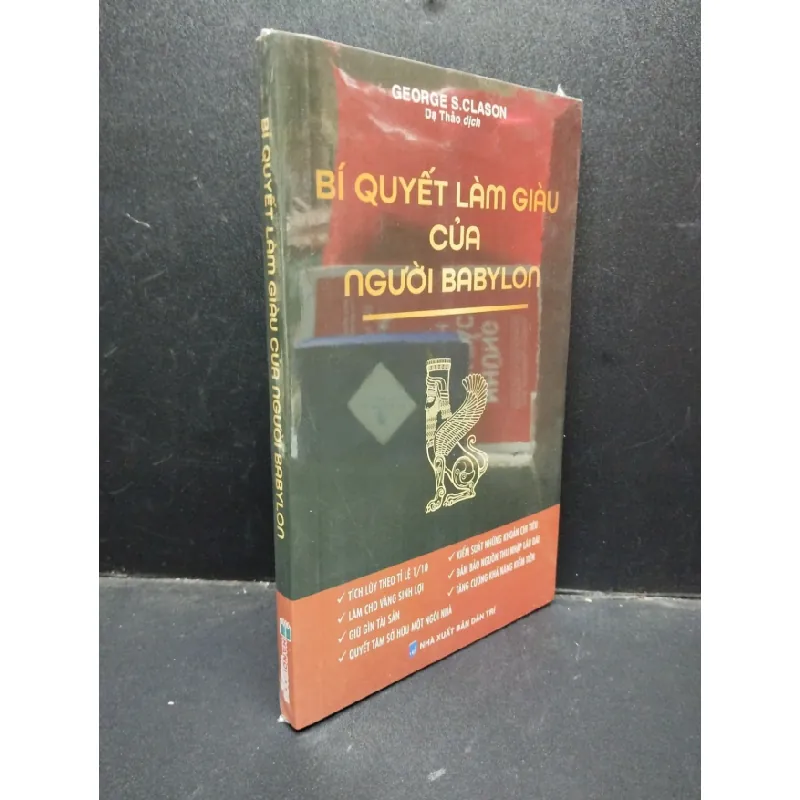 GEORGE S.CLASON
Dạ Thảo dịch
BÍ QUYẾT LÀM GIÀU
CỦA
NGƯỜI BABYLON
✓ TÍCH LŨY THEO TỈ LỆ 1/10
✓ LÀM CHO VÀNG SINH LỢI
✓ GIỮ GÌN TÀI SẢN
✓ QUYẾT TÂM SỞ HỮU MỘT NGÔI NHÀ
✓ KIỂM SOÁT NHỮNG KHOẢN CHI TIÊU
✓ ĐẢM BẢO NGUỒN THU NHẬP LÂU DÀI
✓ TĂNG CƯỜNG KHẢ NĂNG KIẾM TIỀN
NHÀ XUẤT BẢN DÂN TRÍ
BÍ QUYẾT LÀM GIÀU CỦA NGƯỜI BABYLON
KHỦNG